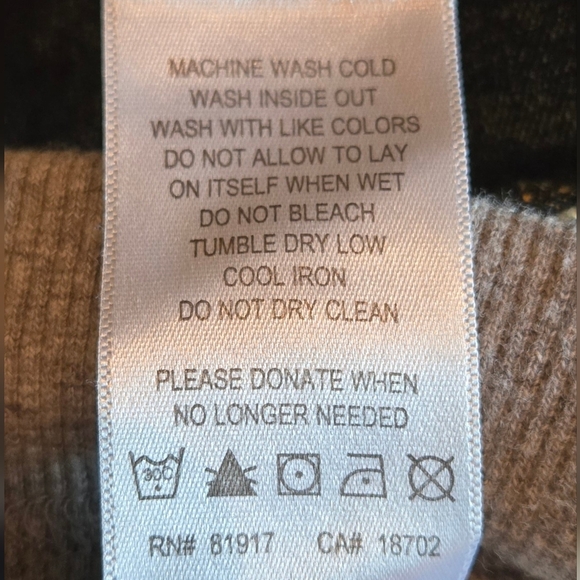 MACHINE WASH COLD
WASH INSIDE OUT
WASH WITH LIKE COLORS
DO NOT ALLOW TO LAY
ON ITSELF WHEN WET
DO NOT BLEACH
TUMBLE DRY LOW
COOL IRON
DO NOT DRY CLEAN
PLEASE DONATE WHEN
NO LONGER NEEDED
RN# 81917 CA# 18702